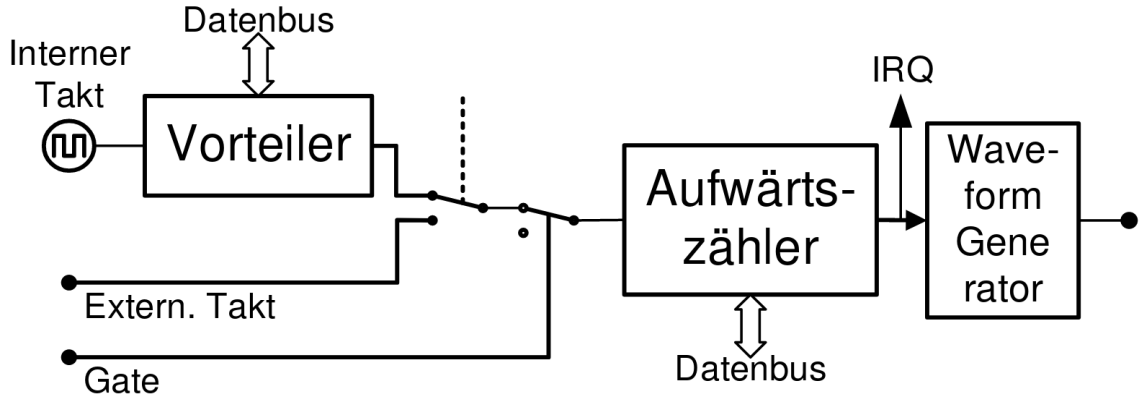 Datenbus
Interner
Takt
Vorteiler
Extern. Takt
Gate
Aufwärts-
zähler
Datenbus
IRQ
Wave-
form
Gene
rator